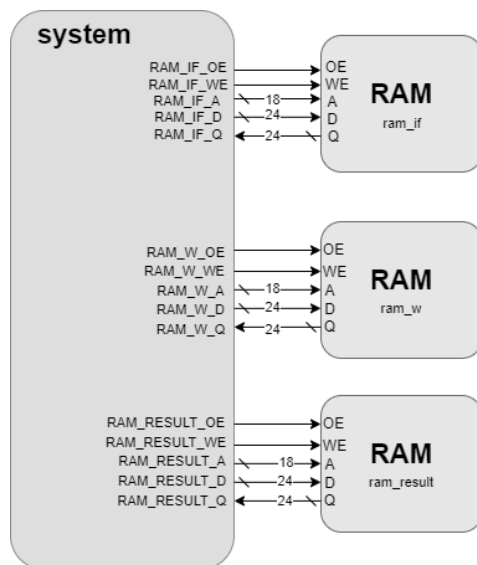 system
RAM_IF_OE OE
RAM_IF_WE WE
RAM_IF_A 18 A
RAM_IF_D 24 D
RAM_IF_Q 24 Q
RAM
ram_if
RAM_W_OE OE
RAM_W_WE WE
RAM_W_A 18 A
RAM_W_D 24 D
RAM_W_Q 24 Q
RAM
ram_w
RAM_RESULT_OE OE
RAM_RESULT_WE WE
RAM_RESULT_A 18 A
RAM_RESULT_D 24 D
RAM_RESULT_Q 24 Q
RAM
ram_result